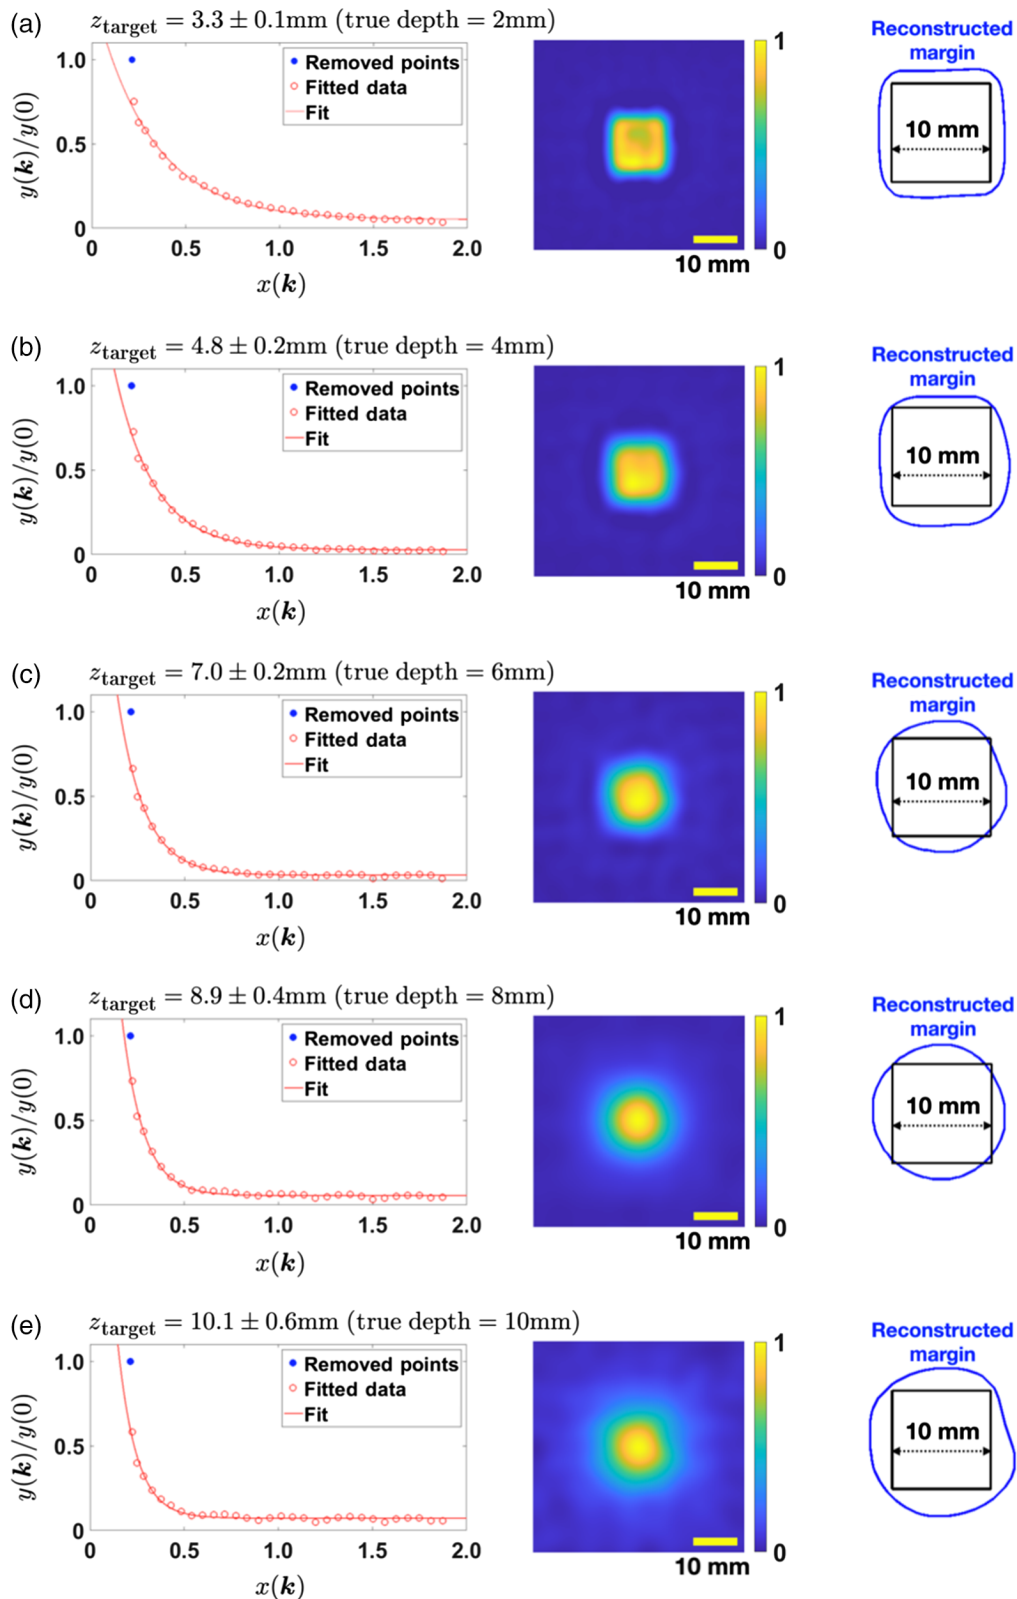 (a) z_target = 3.3 ± 0.1mm (true depth = 2mm)
Removed points
Fitted data
Fit
y(k)/y(0)
1.0
0.5
0
0 0.5 1.0 1.5 2.0
x(k)
1
0
10 mm
Reconstructed
margin
10 mm
(b) z_target = 4.8 ± 0.2mm (true depth = 4mm)
Removed points
Fitted data
Fit
y(k)/y(0)
1.0
0.5
0
0 0.5 1.0 1.5 2.0
x(k)
1
0
10 mm
Reconstructed
margin
10 mm
(c) z_target = 7.0 ± 0.2mm (true depth = 6mm)
Removed points
Fitted data
Fit
y(k)/y(0)
1.0
0.5
0
0 0.5 1.0 1.5 2.0
x(k)
1
0
10 mm
Reconstructed
margin
10 mm
(d) z_target = 8.9 ± 0.4mm (true depth = 8mm)
Removed points
Fitted data
Fit
y(k)/y(0)
1.0
0.5
0
0 0.5 1.0 1.5 2.0
x(k)
1
0
10 mm
Reconstructed
margin
10 mm
(e) z_target = 10.1 ± 0.6mm (true depth = 10mm)
Removed points
Fitted data
Fit
y(k)/y(0)
1.0
0.5
0
0 0.5 1.0 1.5 2.0
x(k)
1
0
10 mm
Reconstructed
margin
10 mm